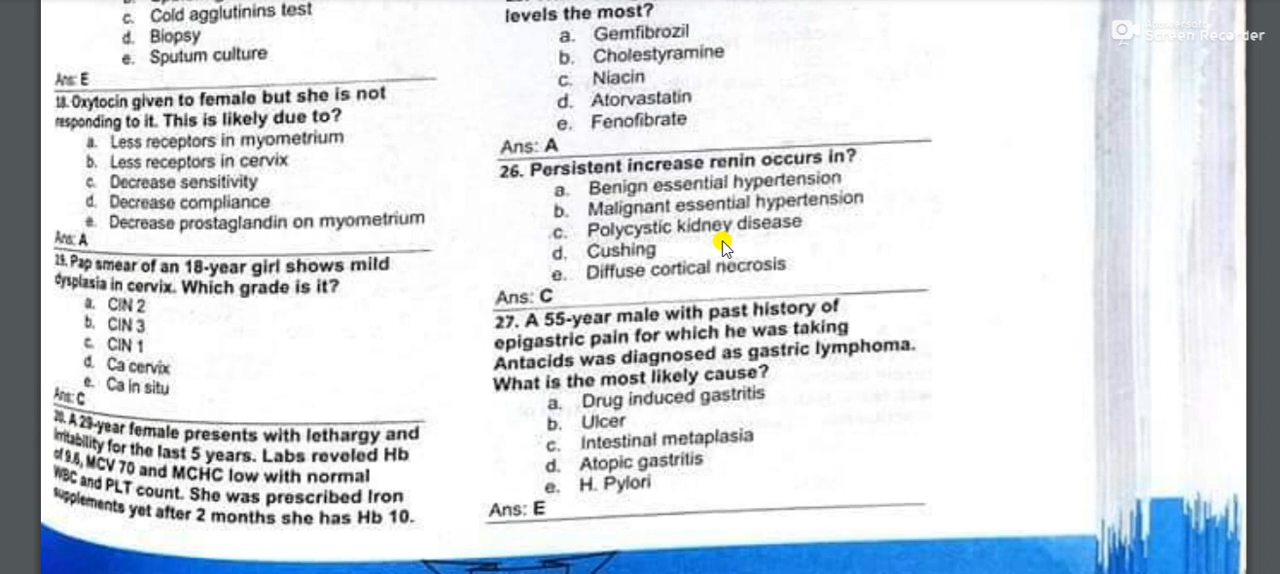 c. Cold agglutinins test
d. Biopsy
e. Sputum culture
Ans: E
18. Oxytocin given to female but she is not
responding to it. This is likely due to?
a. Less receptors in myometrium
b. Less receptors in cervix
c. Decrease sensitivity
d. Decrease compliance
e. Decrease prostaglandin on myometrium
Ans: A
19. Pap smear of an 18-year girl shows mild
dysplasia in cervix. Which grade is it?
a. CIN 2
b. CIN 3
c. CIN 1
d. Ca cervix
e. Ca in situ
Ans: C
20. A 29-year female presents with lethargy and
irritability for the last 5 years. Labs reveled Hb
of 9.6, MCV 70 and MCHC low with normal
WBC and PLT count. She was prescribed Iron
supplements yet after 2 months she has Hb 10.
levels the most?
a. Gemfibrozil
b. Cholestyramine
c. Niacin
d. Atorvastatin
e. Fenofibrate
Ans: A
26. Persistent increase renin occurs in?
a. Benign essential hypertension
b. Malignant essential hypertension
c. Polycystic kidney disease
d. Cushing
e. Diffuse cortical necrosis
Ans: C
27. A 55-year male with past history of
epigastric pain for which he was taking
Antacids was diagnosed as gastric lymphoma.
What is the most likely cause?
a. Drug induced gastritis
b. Ulcer
c. Intestinal metaplasia
d. Atopic gastritis
e. H. Pylori
Ans: E
Screen Recorder